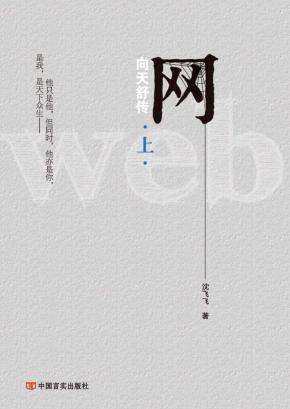 网
向天舒传
·上·
他只是他，但同时，他亦是你，
是我，是天下众生——
web
沈飞飞 著
中国言实出版社